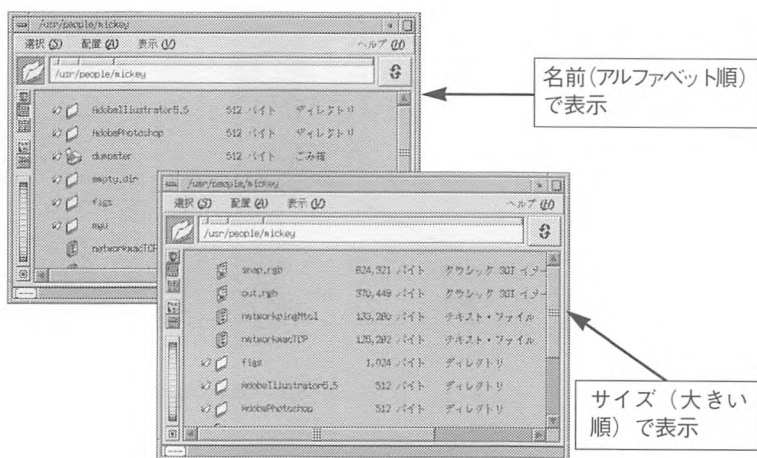 /usr/people/mickey
選択(S) 配置(A) 表示(V) ヘルプ(H)
/usr/people/mickey
AdobeIllustrator5.5 512 バイト ディレクトリ
AdobePhotoshop 512 バイト ディレクトリ
dumpster 512 バイト ごみ箱
empty.dir
figs
myu
networkmacTCP
名前(アルファベット順)
で表示
/usr/people/mickey
選択(S) 配置(A) 表示(V) ヘルプ(H)
/usr/people/mickey
snap.rgb バイト クラシック SGI イメー
out.rgb バイト クラシック SGI イメー
バイト テキスト・ファイル
networkmacTCP バイト テキスト・ファイル
figs 1,024 バイト ディレクトリ
AdobeIllustrator5.5 512 バイト ディレクトリ
AdobePhotoshop 512 バイト ディレクトリ
サイズ(大きい
順)で表示